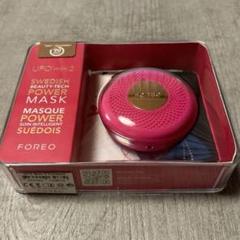 UFO mini 2
SWEDISH
BEAUTY-TECH
POWER
MASK
MASQUE
POWER
SOIN INTELLIGENT
SUÉDOIS
FOREO
FOREO